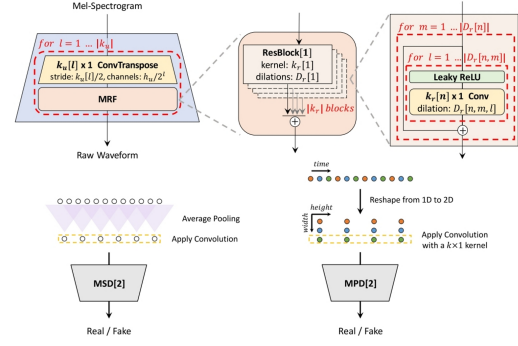 Mel-Spectrogram
for l = 1 … |k_u|
k_u[l] x 1 ConvTranspose
stride: k_u[l]/2, channels: h_u/2^l
MRF
Raw Waveform
ResBlock[1]
kernel: k_r[1]
dilations: D_r[1]
|k_r| blocks
for m = 1 … |D_r[n]|
for l = 1 … |D_r[n,m]|
Leaky ReLU
k_r[n] x 1 Conv
dilation: D_r[n, m, l]
Average Pooling
Apply Convolution
MSD[2]
Real / Fake
time
Reshape from 1D to 2D
height
width
Apply Convolution
with a k×1 kernel
MPD[2]
Real / Fake